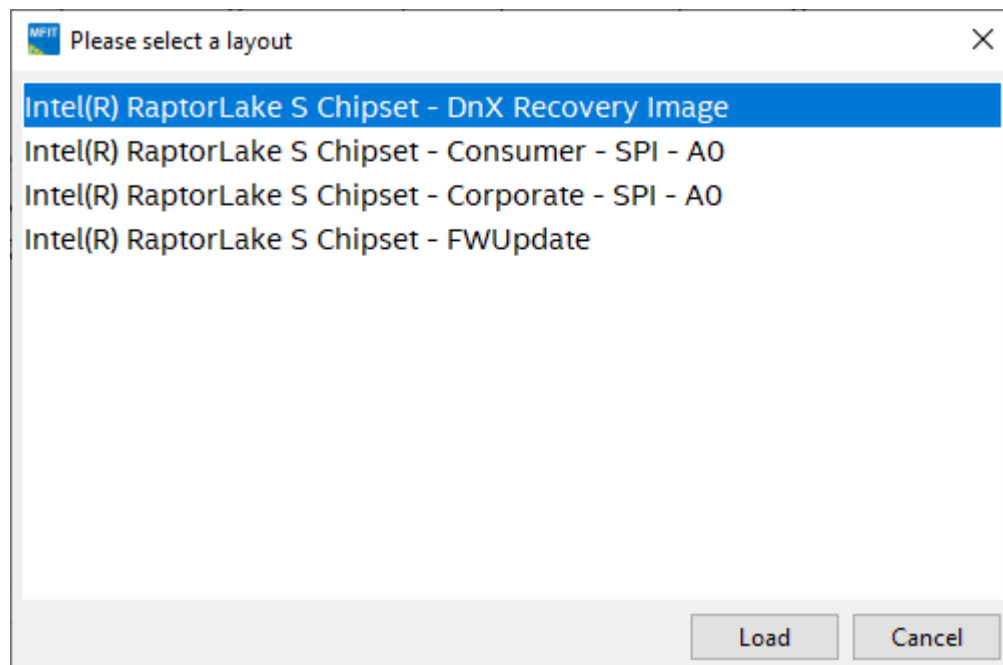 MFIT
Please select a layout
Intel(R) RaptorLake S Chipset - DnX Recovery Image
Intel(R) RaptorLake S Chipset - Consumer - SPI - A0
Intel(R) RaptorLake S Chipset - Corporate - SPI - A0
Intel(R) RaptorLake S Chipset - FWUpdate
Load
Cancel